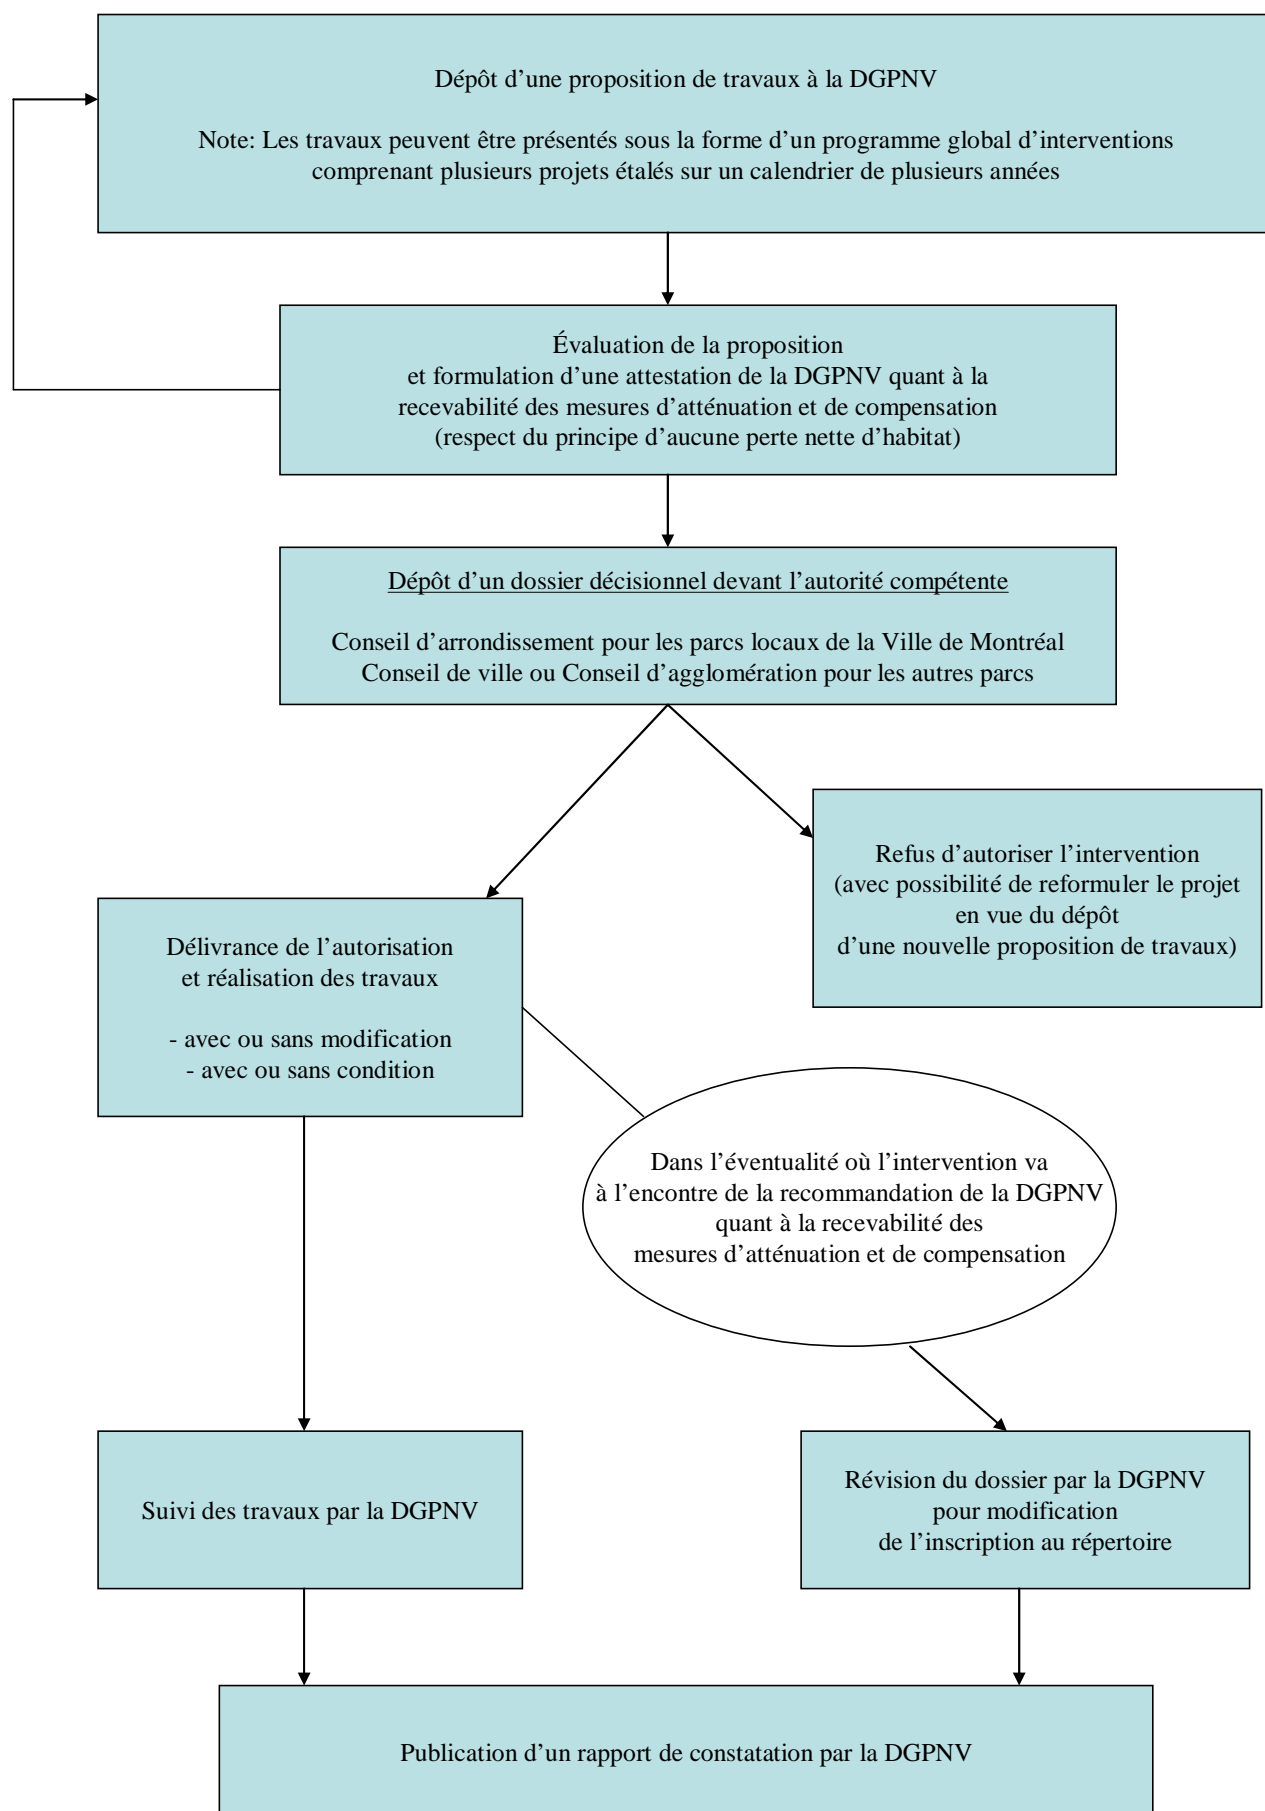 Dépôt d’une proposition de travaux à la DGPNV
Note: Les travaux peuvent être présentés sous la forme d’un programme global d’interventions
comprenant plusieurs projets étalés sur un calendrier de plusieurs années
Évaluation de la proposition
et formulation d’une attestation de la DGPNV quant à la
recevabilité des mesures d’atténuation et de compensation
(respect du principe d’aucune perte nette d’habitat)
Dépôt d’un dossier décisionnel devant l’autorité compétente
Conseil d’arrondissement pour les parcs locaux de la Ville de Montréal
Conseil de ville ou Conseil d’agglomération pour les autres parcs
Refus d’autoriser l’intervention
(avec possibilité de reformuler le projet
en vue du dépôt
d’une nouvelle proposition de travaux)
Délivrance de l’autorisation
et réalisation des travaux
- avec ou sans modification
- avec ou sans condition
Dans l’éventualité où l’intervention va
à l’encontre de la recommandation de la DGPNV
quant à la recevabilité des
mesures d’atténuation et de compensation
Suivi des travaux par la DGPNV
Révision du dossier par la DGPNV
pour modification
de l’inscription au répertoire
Publication d’un rapport de constatation par la DGPNV